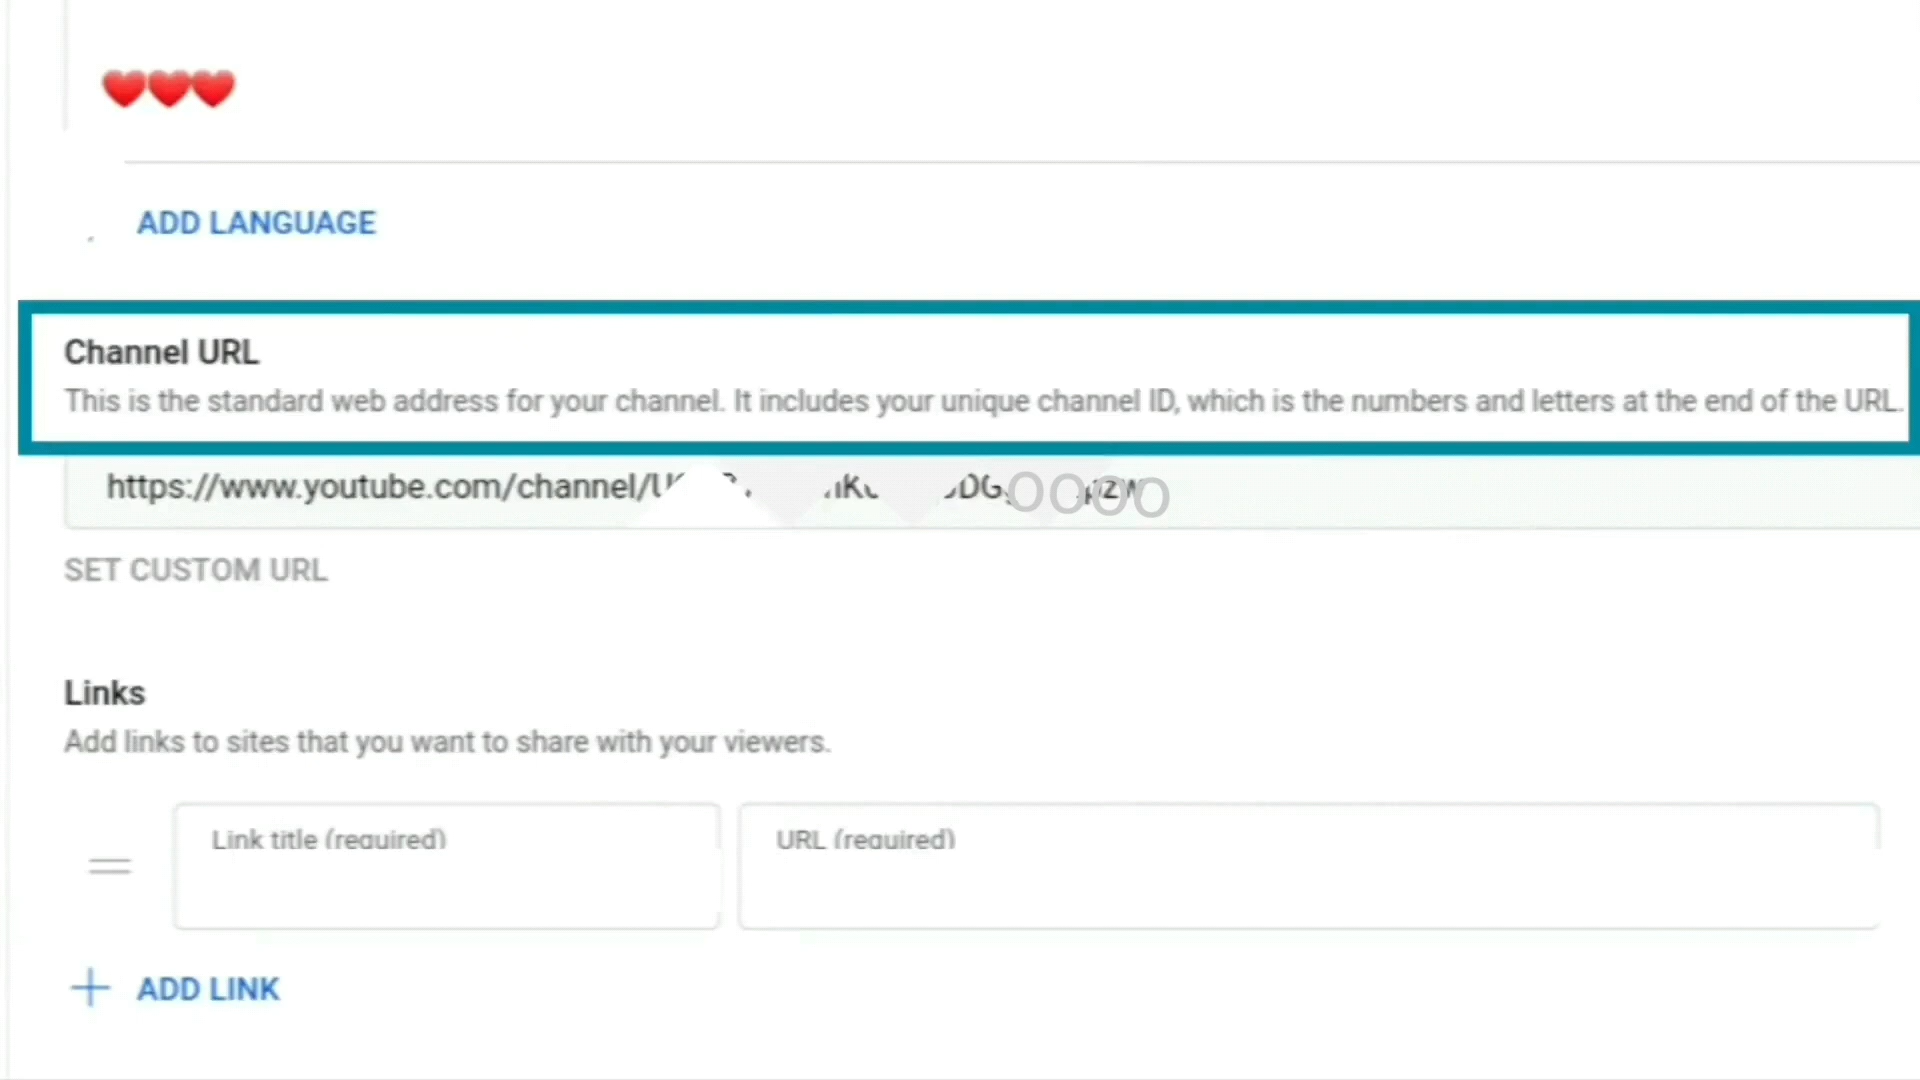 ❤️❤️❤️
ADD LANGUAGE
Channel URL
This is the standard web address for your channel. It includes your unique channel ID, which is the numbers and letters at the end of the URL.
https://www.youtube.com/channel/
SET CUSTOM URL
Links
Add links to sites that you want to share with your viewers.
Link title (required)
URL (required)
ADD LINK